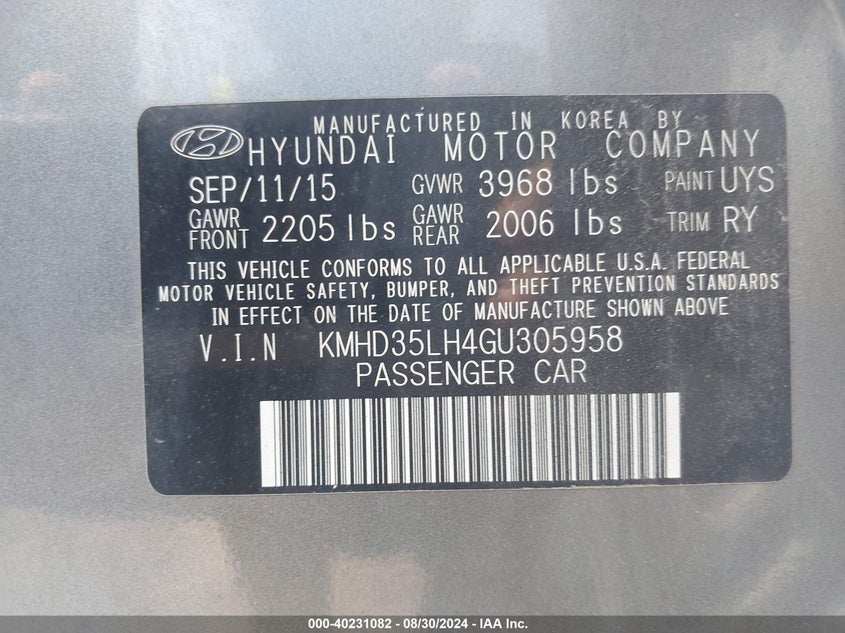 MANUFACTURED IN KOREA BY
HYUNDAI MOTOR COMPANY
SEP/11/15 GVWR 3968 lbs PAINT UYS
GAWR FRONT 2205 lbs GAWR REAR 2006 lbs TRIM RY
THIS VEHICLE CONFORMS TO ALL APPLICABLE U.S.A. FEDERAL
MOTOR VEHICLE SAFETY, BUMPER, AND THEFT PREVENTION STANDARDS
IN EFFECT ON THE DATE OF MANUFACTURE SHOWN ABOVE
V.I.N KMHD35LH4GU305958
PASSENGER CAR
000-40231082 - 08/30/2024 - IAA Inc.